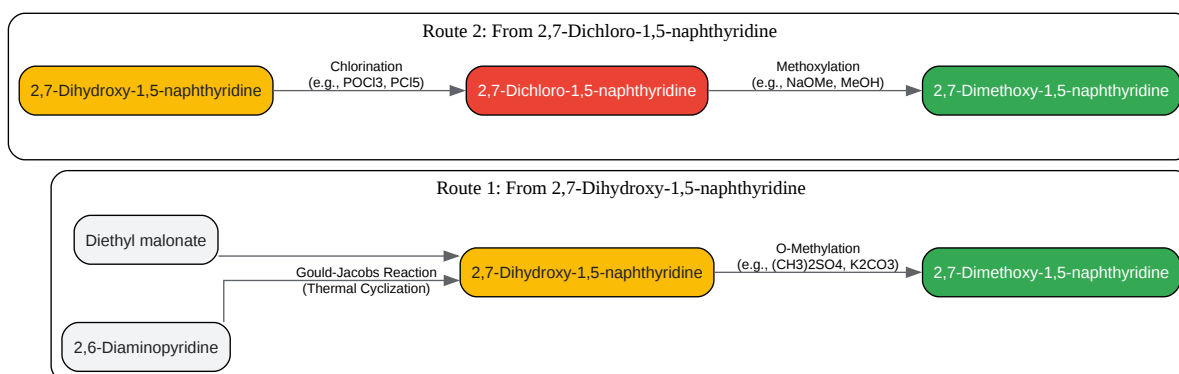 Route 2: From 2,7-Dichloro-1,5-naphthyridine
2,7-Dihydroxy-1,5-naphthyridine
Chlorination
(e.g., POCl3, PCl5)
2,7-Dichloro-1,5-naphthyridine
Methoxylation
(e.g., NaOMe, MeOH)
2,7-Dimethoxy-1,5-naphthyridine
Route 1: From 2,7-Dihydroxy-1,5-naphthyridine
Diethyl malonate
Gould-Jacobs Reaction
(Thermal Cyclization)
2,6-Diaminopyridine
2,7-Dihydroxy-1,5-naphthyridine
O-Methylation
(e.g., (CH3)2SO4, K2CO3)
2,7-Dimethoxy-1,5-naphthyridine